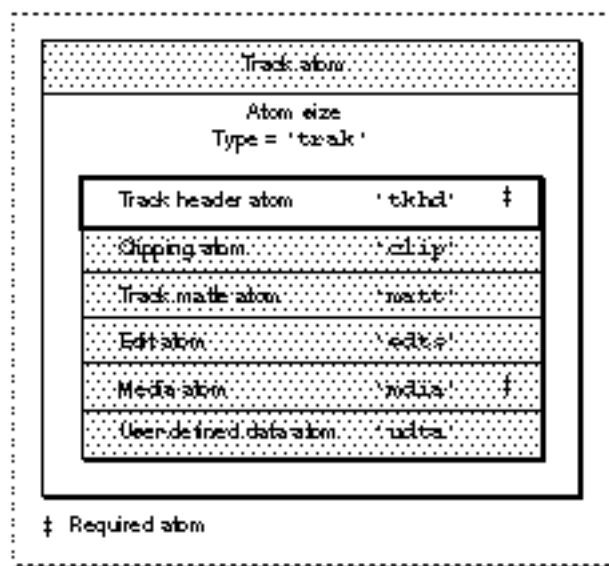 Track atom
Atom size
Type = 'trak'
Track header atom 'tkhd' ‡
Clipping atom 'clip'
Track matte atom 'matt'
Edit atom 'edts'
Media atom 'mdia' ‡
User-defined data atom 'udta'
‡ Required atom